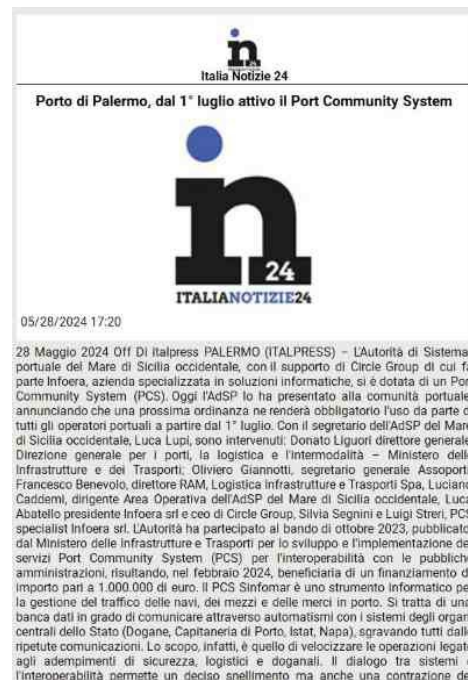 in
Italia Notizie 24
Porto di Palermo, dal 1° luglio attivo il Port Community System
in
24
ITALIANOTIZIE24
05/28/2024 17:20
28 Maggio 2024 Off Di italpress PALERMO (ITALPRESS) – L'Autorità di Sistema
portuale del Mare di Sicilia occidentale, con il supporto di Circle Group di cui fa
parte Infoera, azienda specializzata in soluzioni informatiche, si è dotata di un Por
Community System (PCS). Oggi l'AdSP lo ha presentato alla comunità portuale
annunciando che una prossima ordinanza ne renderà obbligatorio l'uso da parte d
tutti gli operatori portuali a partire dal 1° luglio. Con il segretario dell'AdSP del Mare
di Sicilia occidentale, Luca Lupi, sono intervenuti: Donato Liguori direttore generale
Direzione generale per i porti, la logistica e l'intermodalità – Ministero delle
Infrastrutture e dei Trasporti; Oliviero Giannotti, segretario generale Assoport
Francesco Benevolo, direttore RAM, Logistica Infrastrutture e Trasporti Spa, Luciano
Caddemi, dirigente Area Operativa dell'AdSP del Mare di Sicilia occidentale, Luca
Abatello presidente Infoera srl e ceo di Circle Group, Silvia Segnini e Luigi Streri, PCS
specialist Infoera srl. L'Autorità ha partecipato al bando di ottobre 2023, pubblicato
dal Ministero delle Infrastrutture e Trasporti per lo sviluppo e l'implementazione de
servizi Port Community System (PCS) per l'interoperabilità con le pubbliche
amministrazioni, risultando, nel febbraio 2024, beneficiaria di un finanziamento d
importo pari a 1.000.000 di euro. Il PCS Sinfomar è uno strumento informatico pe
la gestione del traffico delle navi, dei mezzi e delle merci in porto. Si tratta di una
banca dati in grado di comunicare attraverso automatismi con i sistemi degli organ
centrali dello Stato (Dogane, Capitaneria di Porto, Istat, Napa), sgravando tutti dalle
ripetute comunicazioni. Lo scopo, infatti, è quello di velocizzare le operazioni legate
agli adempimenti di sicurezza, logistici e doganali. Il dialogo tra sistemi e
l'interoperabilità permette un deciso snellimento ma anche una contrazione de